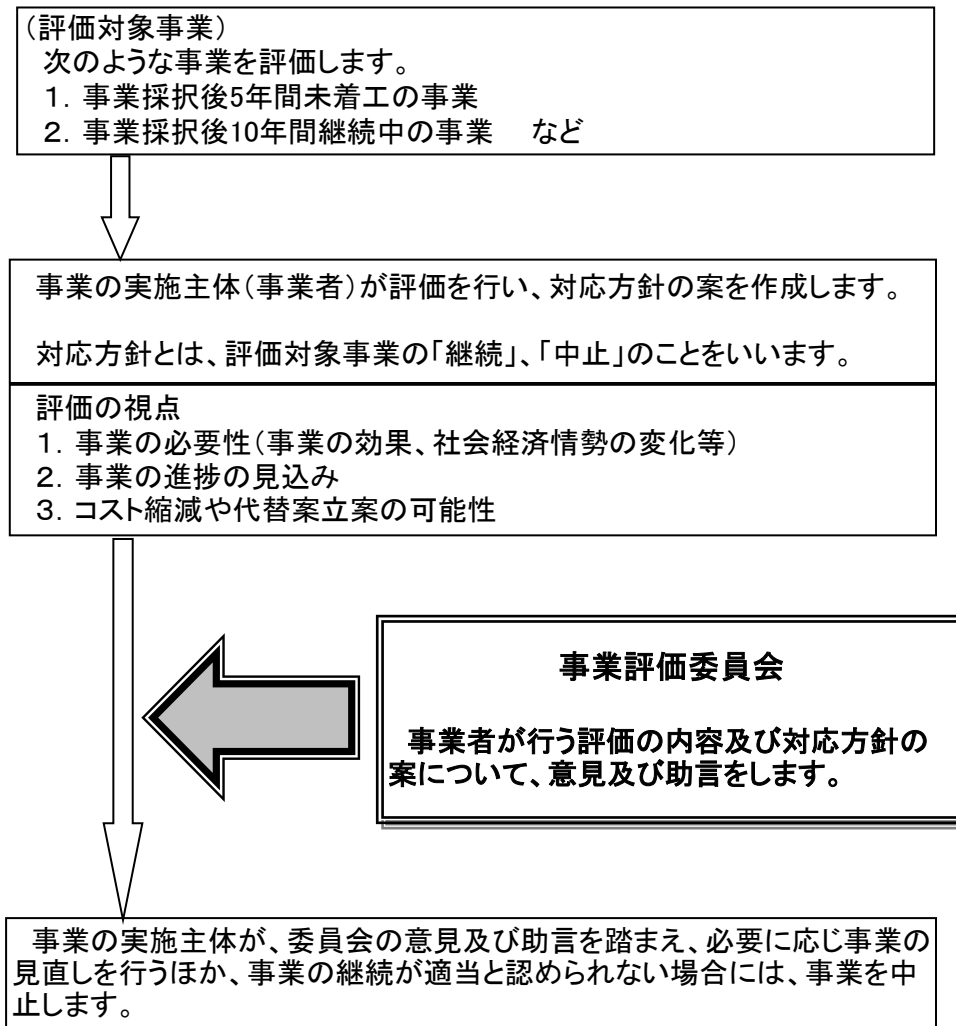 （評価対象事業）
次のような事業を評価します。
１．事業採択後5年間未着工の事業
２．事業採択後10年間継続中の事業　など
事業の実施主体（事業者）が評価を行い、対応方針の案を作成します。
対応方針とは、評価対象事業の「継続」、「中止」のことをいいます。
評価の視点
１．事業の必要性（事業の効果、社会経済情勢の変化等）
２．事業の進捗の見込み
３．コスト縮減や代替案立案の可能性
事業評価委員会
事業者が行う評価の内容及び対応方針の
案について、意見及び助言をします。
事業の実施主体が、委員会の意見及び助言を踏まえ、必要に応じ事業の
見直しを行うほか、事業の継続が適当と認められない場合には、事業を中
止します。